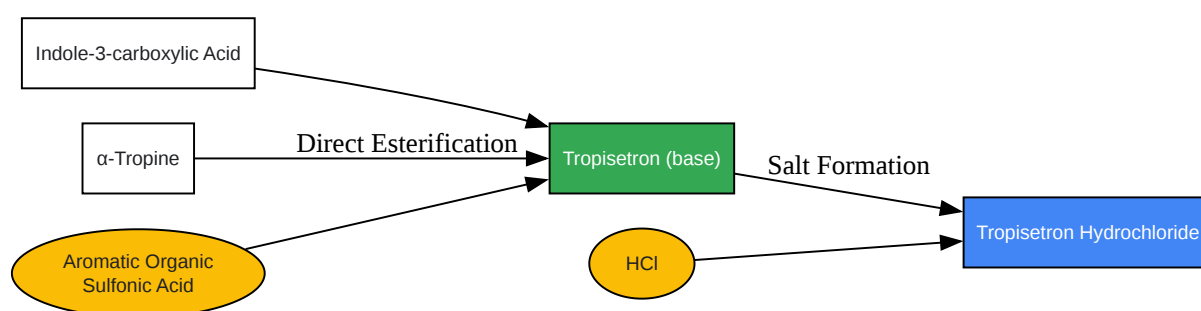 Indole-3-carboxylic Acid
α-Tropine
Direct Esterification
Tropisetron (base)
Salt Formation
Tropisetron Hydrochloride
Aromatic Organic
Sulfonic Acid
HCl